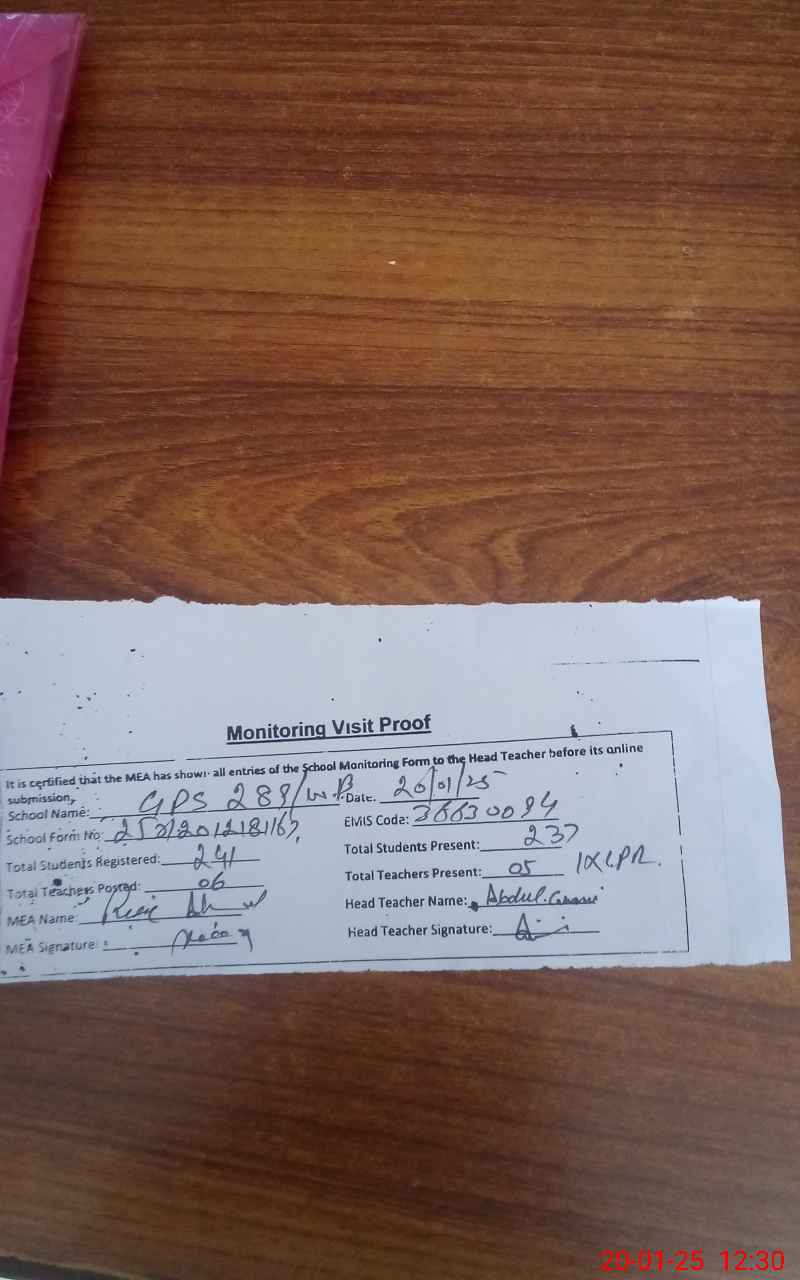 Monitoring Visit Proof
It is certified that the MEA has shown all entries of the School Monitoring Form to the Head Teacher before its online
submission,
School Name: GPS 289/W.B Date. 20/01/25
School Form No: EMIS Code: 36630094
Total Students Registered: 241 Total Students Present: 237
Total Teachers Posted: 06 Total Teachers Present: 05 1XLPR.
MEA Name: Head Teacher Name: Abdul
MEA Signature: Head Teacher Signature:
20-01-25 12:30